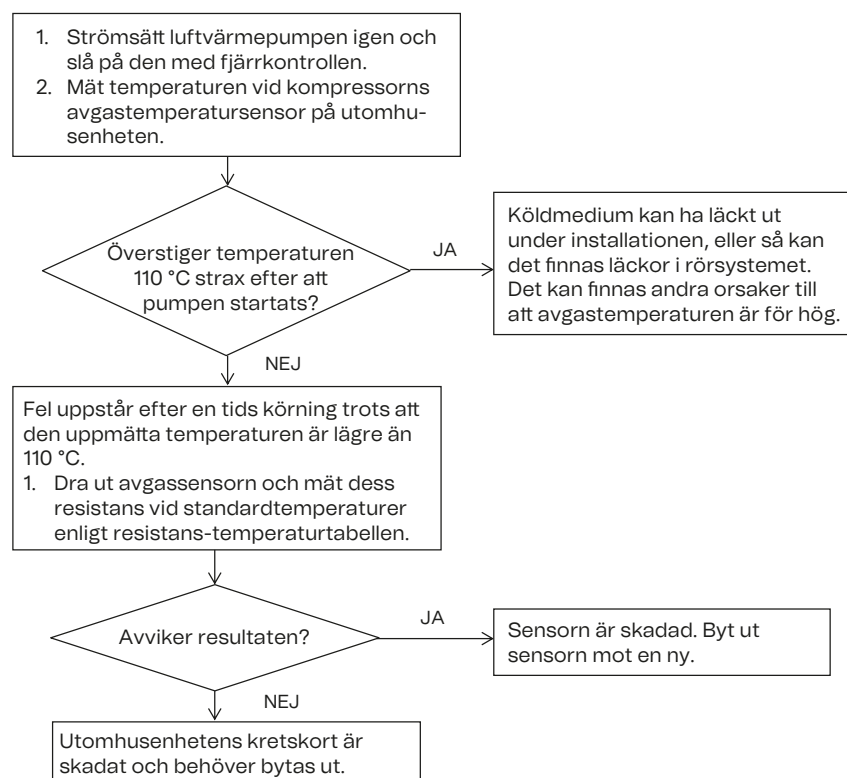 1. Strömsätt luftvärmepumpen igen och
slå på den med fjärrkontrollen.
2. Mät temperaturen vid kompressorns
avgastemperatursensor på utomhu-
senheten.
Överstiger temperaturen
110 °C strax efter att
pumpen startats?
JA
Köldmedium kan ha läckt ut
under installationen, eller så kan
det finnas läckor i rörsystemet.
Det kan finnas andra orsaker till
att avgastemperaturen är för hög.
NEJ
Fel uppstår efter en tids körning trots att
den uppmätta temperaturen är lägre än
110 °C.
1. Dra ut avgassensorn och mät dess
resistans vid standardtemperaturer
enligt resistans-temperaturtabellen.
Avviker resultaten?
JA
Sensorn är skadad. Byt ut
sensorn mot en ny.
NEJ
Utomhusenhetens kretskort är
skadat och behöver bytas ut.